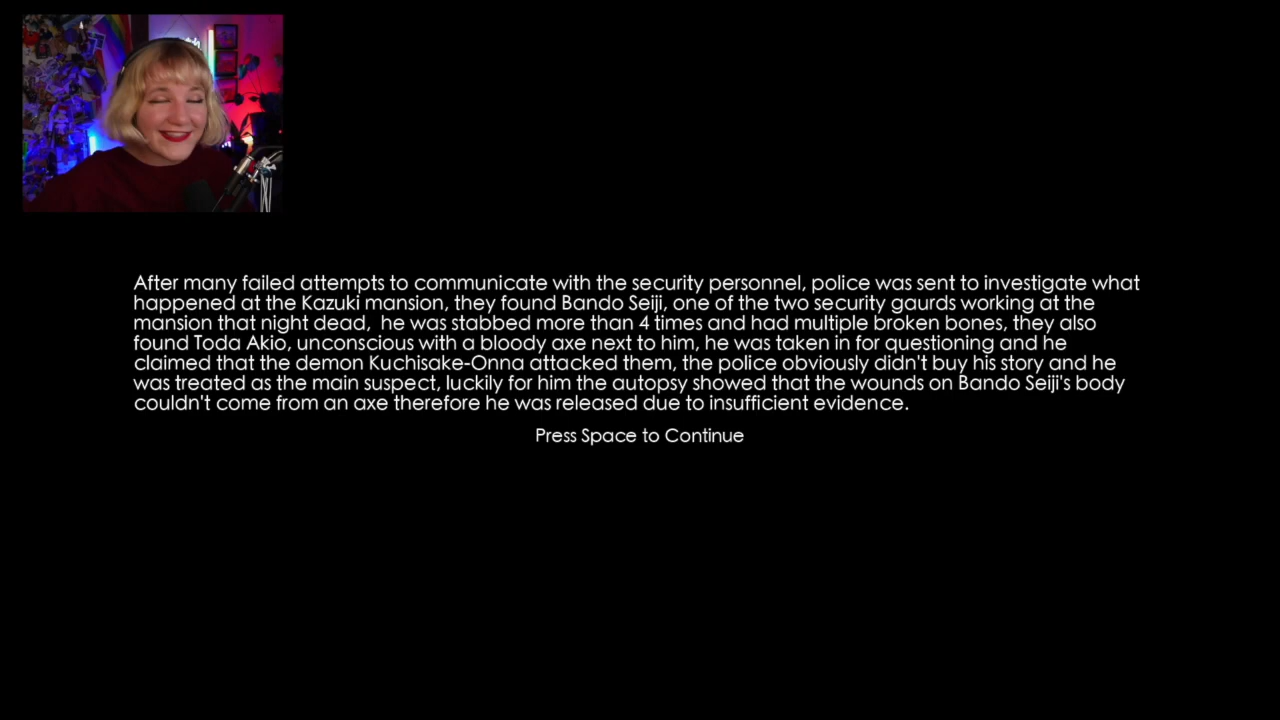 After many failed attempts to communicate with the security personnel, police was sent to investigate what
happened at the Kazuki mansion, they found Bando Seiji, one of the two security gaurds working at the
mansion that night dead,  he was stabbed more than 4 times and had multiple broken bones, they also
found Toda Akio, unconscious with a bloody axe next to him, he was taken in for questioning and he
claimed that the demon Kuchisake-Onna attacked them, the police obviously didn't buy his story and he
was treated as the main suspect, luckily for him the autopsy showed that the wounds on Bando Seiji's body
couldn't come from an axe therefore he was released due to insufficient evidence.
Press Space to Continue